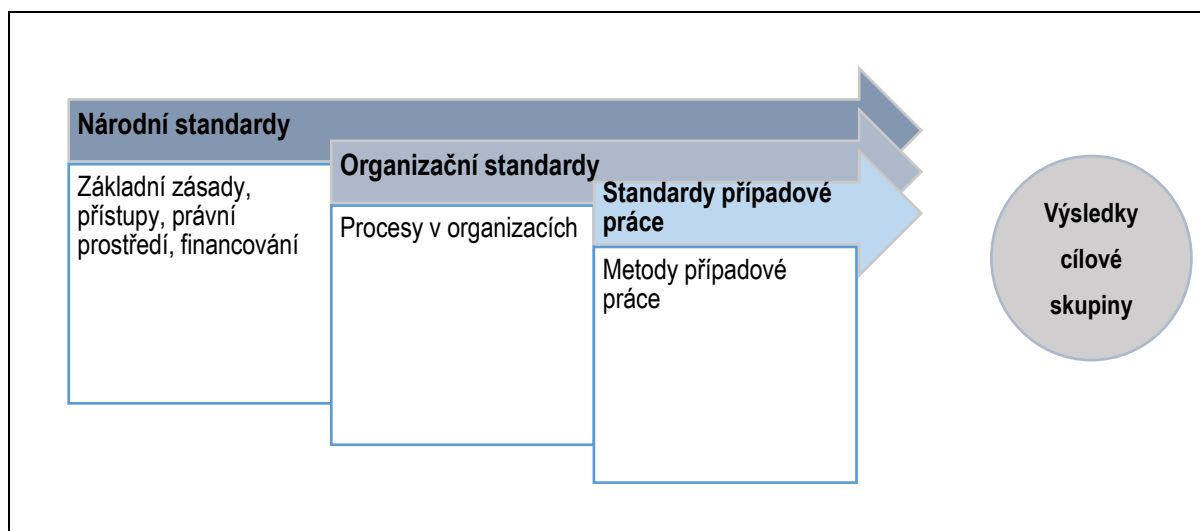 Národní standardy
Základní zásady,
přístupy, právní
prostředí, financování
Organizační standardy
Procesy v organizacích
Standardy případové
práce
Metody případové
práce
Výsledky
cílové
skupiny